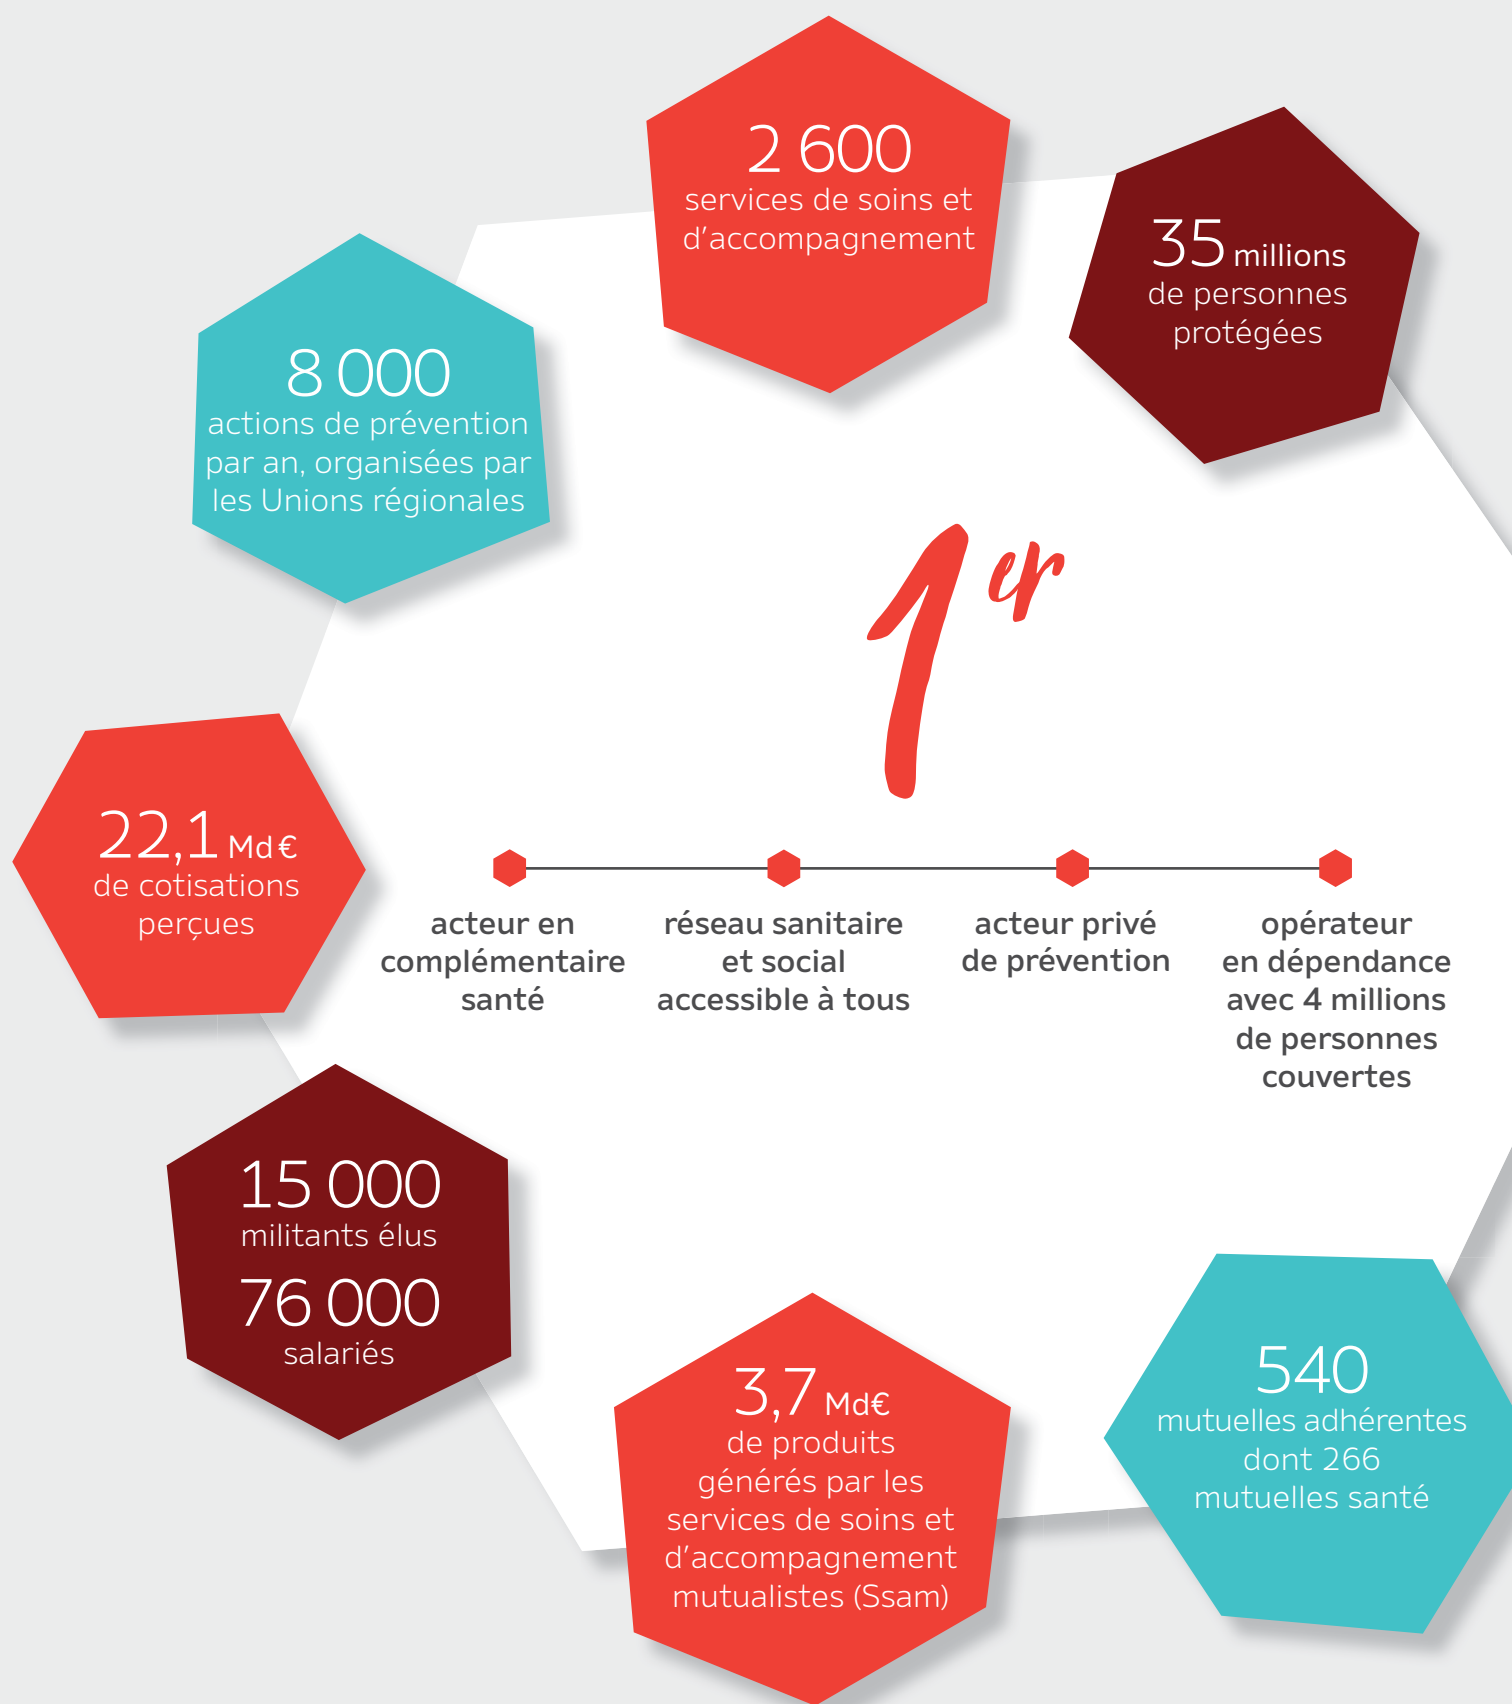 2 600
services de soins et
d’accompagnement
35 millions
de personnes
protégées
8 000
actions de prévention
par an, organisées par
les Unions régionales
1er
22,1 Md €
de cotisations
perçues
acteur en
complémentaire
santé
réseau sanitaire
et social
accessible à tous
acteur privé
de prévention
opérateur
en dépendance
avec 4 millions
de personnes
couvertes
15 000
militants élus
76 000
salariés
3,7 Md€
de produits
générés par les
services de soins et
d’accompagnement
mutualistes (Ssam)
540
mutuelles adhérentes
dont 266
mutuelles santé